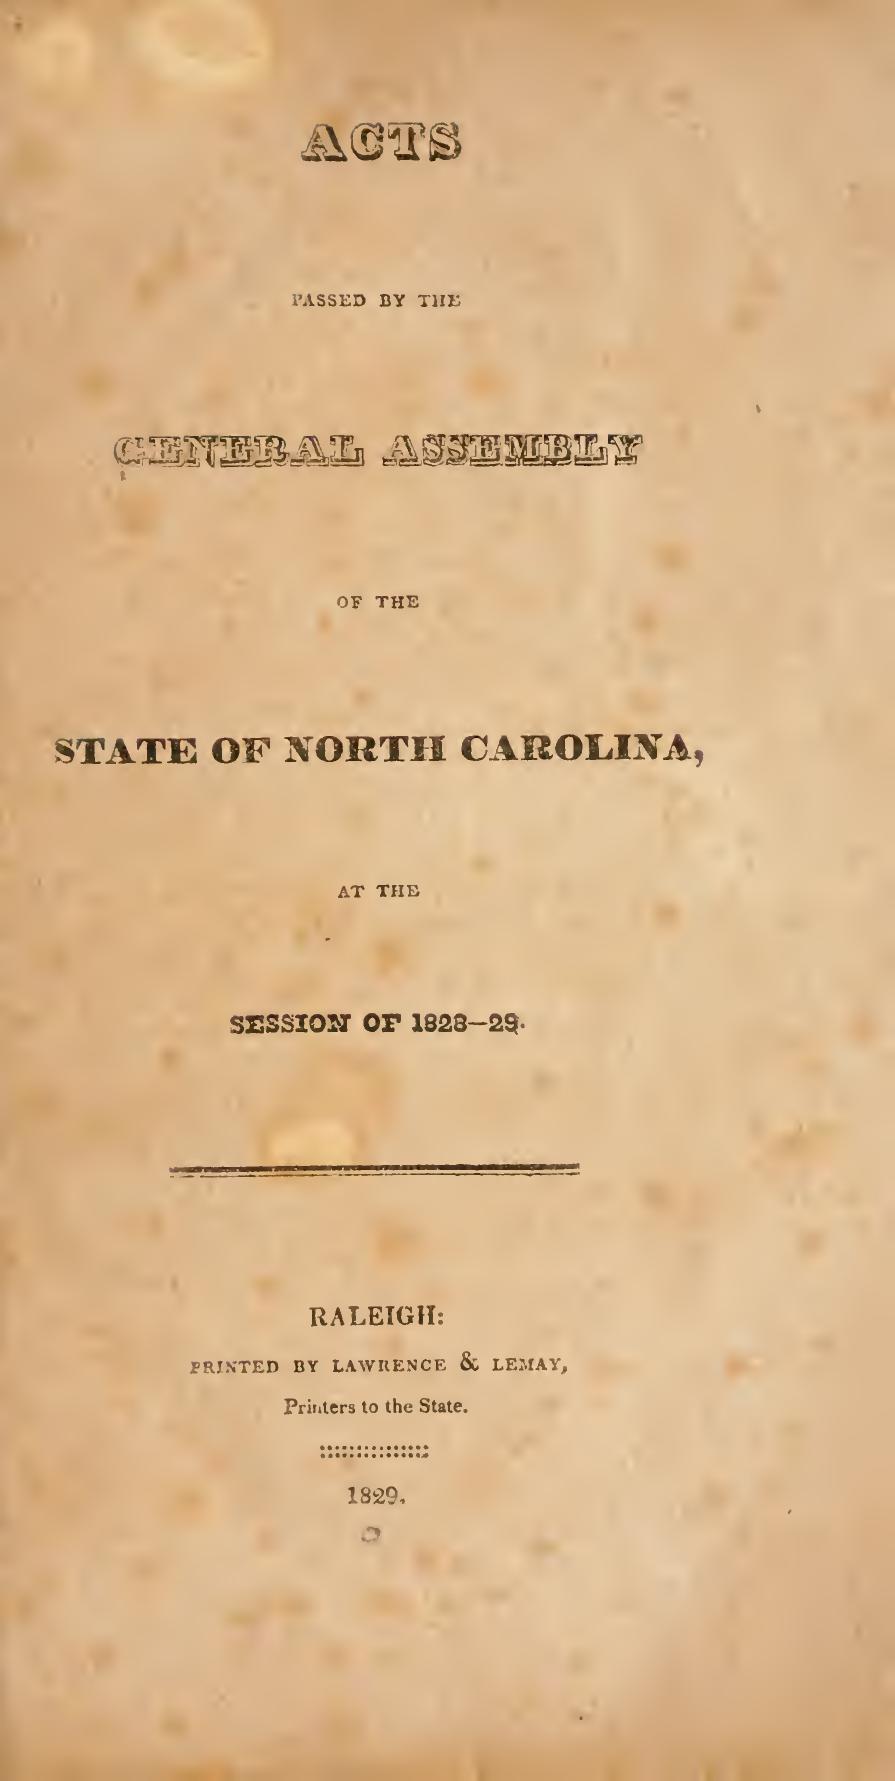 ACTS
PASSED BY THE
GENERAL ASSEMBLY
OF THE
STATE OF NORTH CAROLINA,
AT THE
SESSION OF 1828–29.
RALEIGH:
PRINTED BY LAWRENCE & LEMAY,
Printers to the State.
1829.